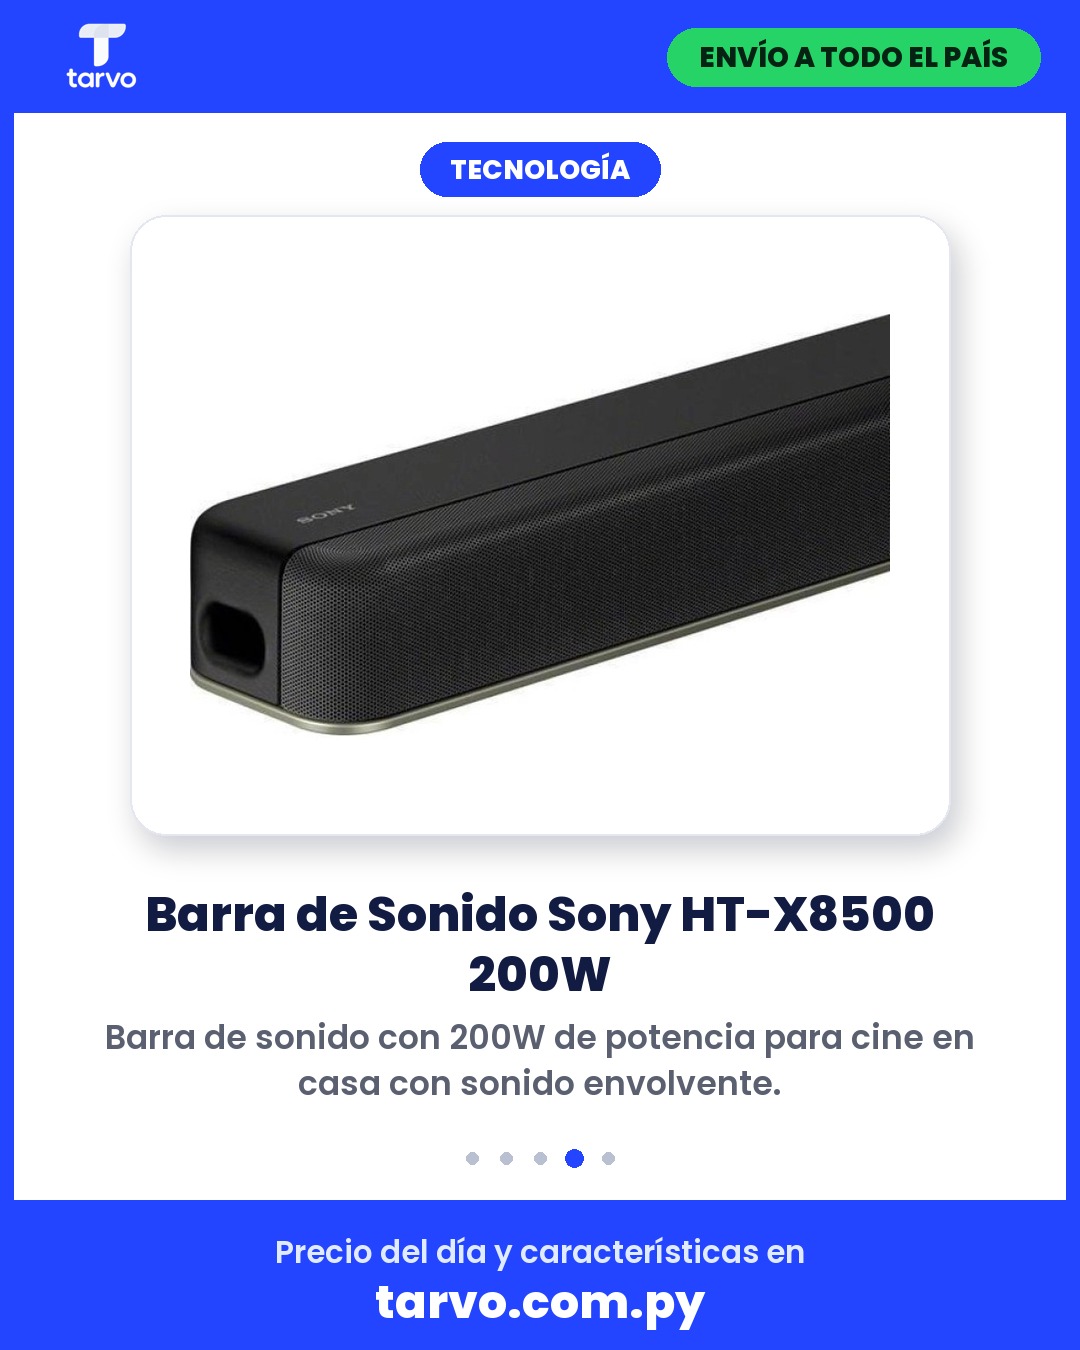 tarvo
ENVÍO A TODO EL PAÍS
TECNOLOGÍA
SONY
Barra de Sonido Sony HT-X8500
200W
Barra de sonido con 200W de potencia para cine en
casa con sonido envolvente.
Precio del día y características en
tarvo.com.py